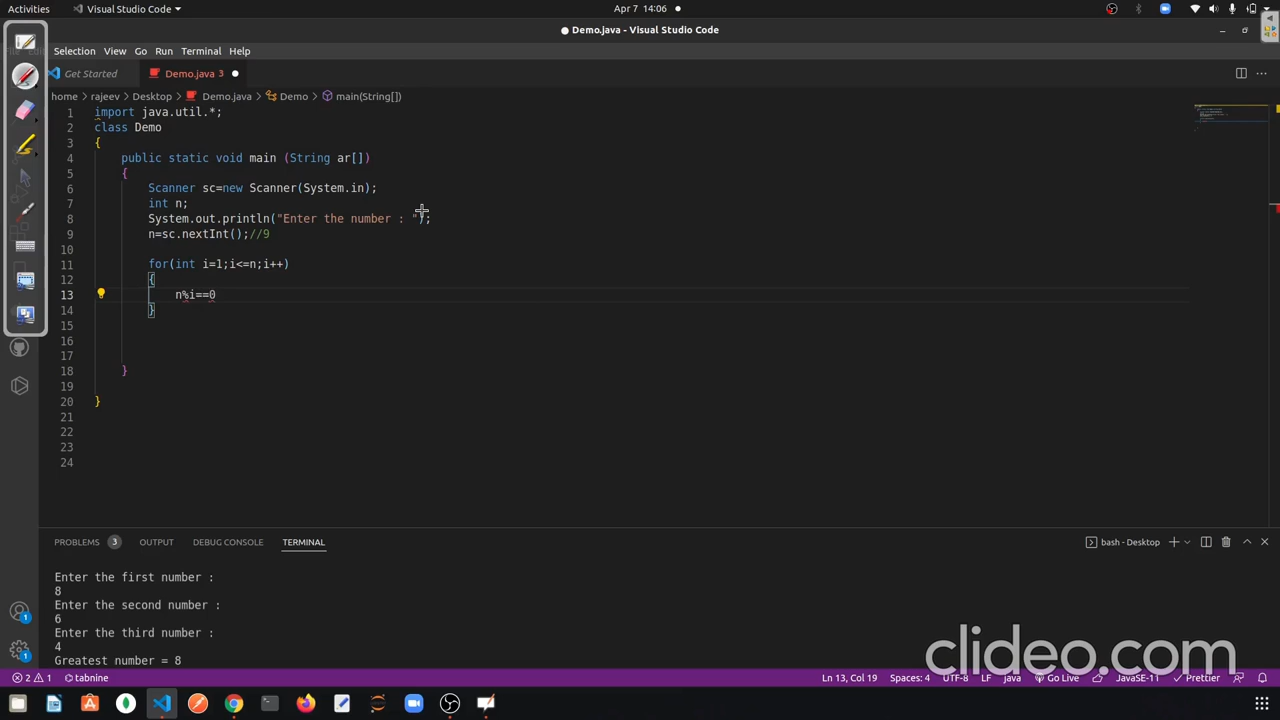 Activities
Visual Studio Code
Apr 7 14:06
Demo.java - Visual Studio Code
Selection View Go Run Terminal Help
Get Started
Demo.java 3
home > rajeev > Desktop > Demo.java > Demo > main(String[])
1 import java.util.*;
2 class Demo
3 {
4 public static void main (String ar[])
5 {
6 Scanner sc=new Scanner(System.in);
7 int n;
8 System.out.println("Enter the number : ");
9 n=sc.nextInt();//9
10
11 for(int i=1;i<=n;i++)
12 {
13 n%i==0
14 }
15
16
17
18 }
19
20 }
21
22
23
24
PROBLEMS 3 OUTPUT DEBUG CONSOLE TERMINAL
bash - Desktop
Enter the first number :
8
Enter the second number :
6
Enter the third number :
4
Greatest number = 8
clideo.com
2 1 tabnine
Ln 13, Col 19 Spaces: 4 UTF-8 LF java Go Live JavaSE-11 Prettier
1
1